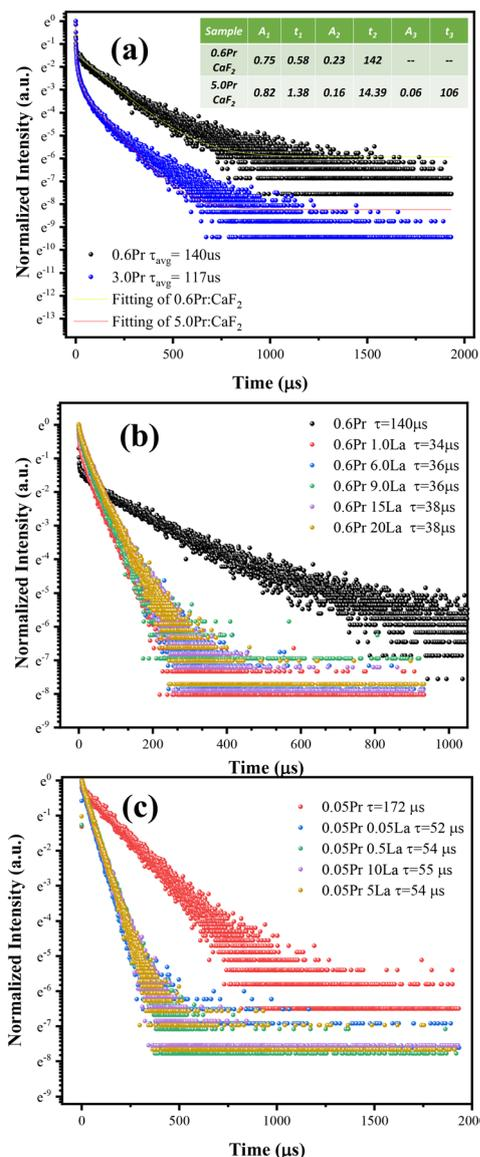 (a)
Sample A₁ t₁ A₂ t₂ A₃ t₃
0.6Pr CaF₂ 0.75 0.58 0.23 142 -- --
5.0Pr CaF₂ 0.82 1.38 0.16 14.39 0.06 106
Normalized Intensity (a.u.)
e⁰
e⁻¹
e⁻²
e⁻³
e⁻⁴
e⁻⁵
e⁻⁶
e⁻⁷
e⁻⁸
e⁻⁹
e⁻¹⁰
e⁻¹¹
e⁻¹²
e⁻¹³
0.6Pr τavg= 140us
3.0Pr τavg= 117us
Fitting of 0.6Pr:CaF₂
Fitting of 5.0Pr:CaF₂
0 500 1000 1500 2000
Time (μs)
(b)
Normalized Intensity (a.u.)
e⁰
e⁻¹
e⁻²
e⁻³
e⁻⁴
e⁻⁵
e⁻⁶
e⁻⁷
e⁻⁸
e⁻⁹
0.6Pr τ=140μs
0.6Pr 1.0La τ=34μs
0.6Pr 6.0La τ=36μs
0.6Pr 9.0La τ=36μs
0.6Pr 15La τ=38μs
0.6Pr 20La τ=38μs
0 200 400 600 800 1000
Time (μs)
(c)
Normalized Intensity (a.u.)
e⁰
e⁻¹
e⁻²
e⁻³
e⁻⁴
e⁻⁵
e⁻⁶
e⁻⁷
e⁻⁸
0.05Pr τ=172 μs
0.05Pr 0.05La τ=52 μs
0.05Pr 0.5La τ=54 μs
0.05Pr 10La τ=55 μs
0.05Pr 5La τ=54 μs
0 500 1000 1500 2000
Time (μs)